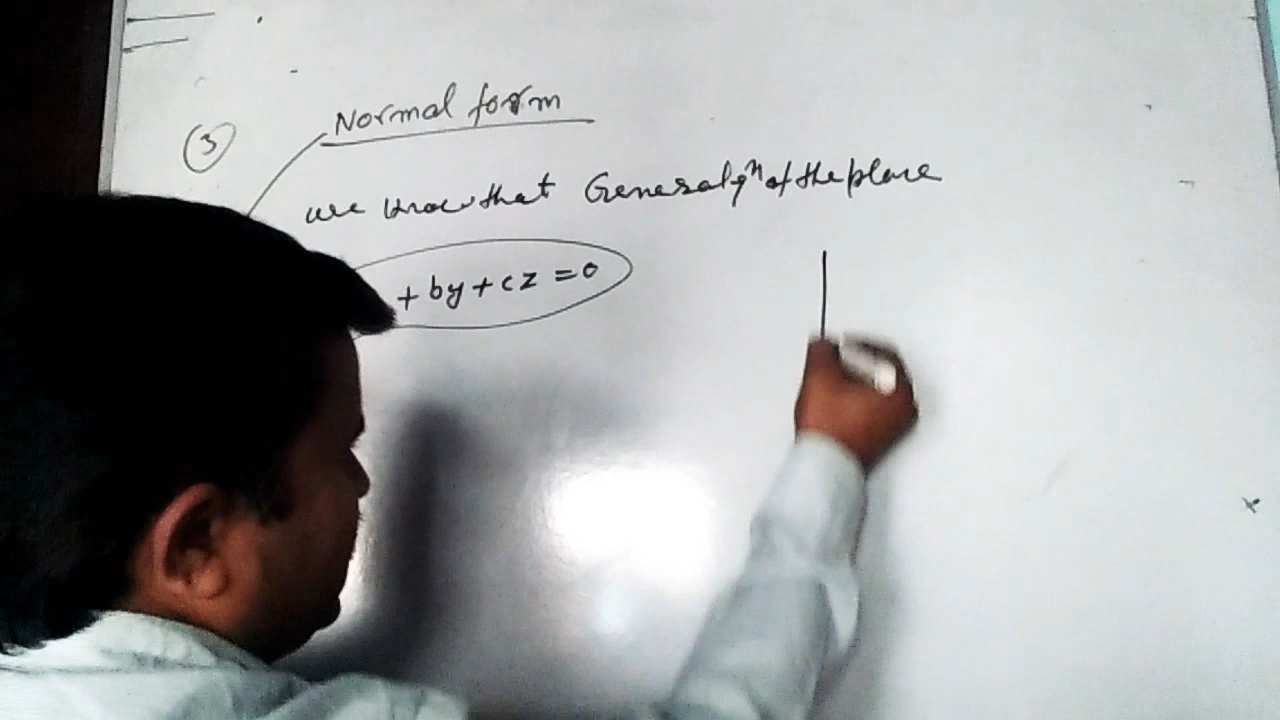 3
Normal form
we know that General eqn of the plane
+ by + cz = 0